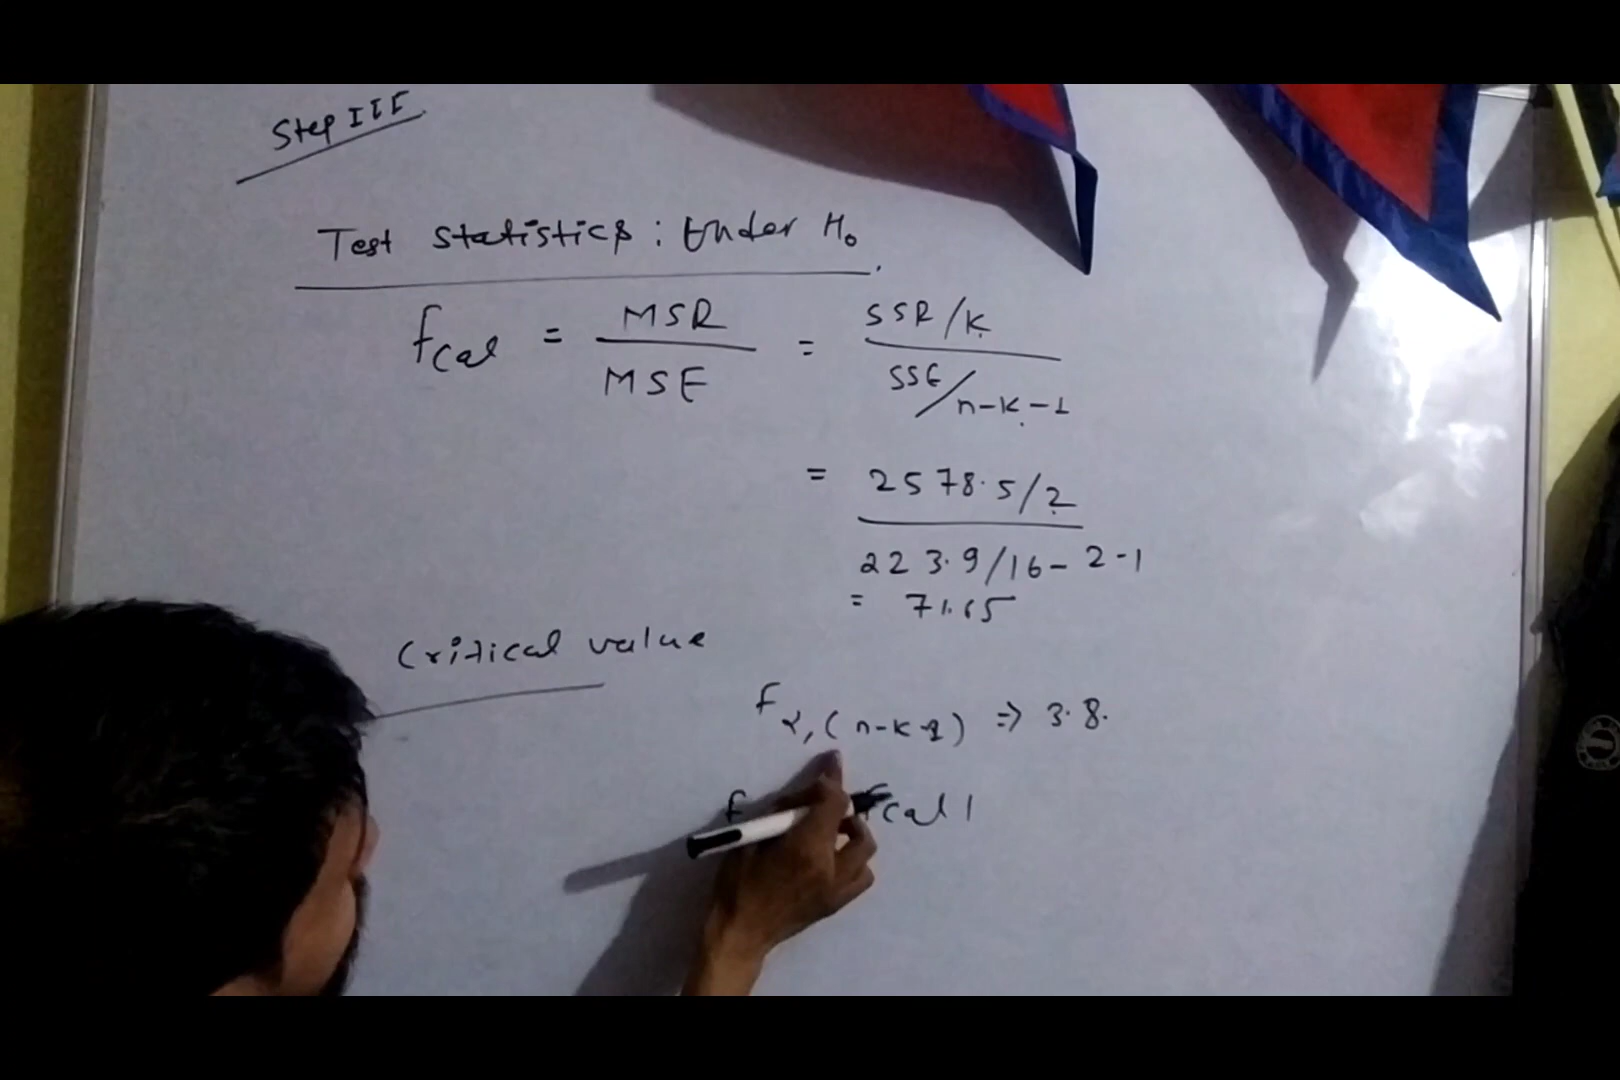 Step III
Test statistics: Under H₀
fcal = MSR / MSE = SSR/K / SSE/n-K-1
= 2578.5/2 / 223.9/16-2-1
= 71.15
Critical value
Fα,(n-K-1) ⇒ 3.8.
f fcal |